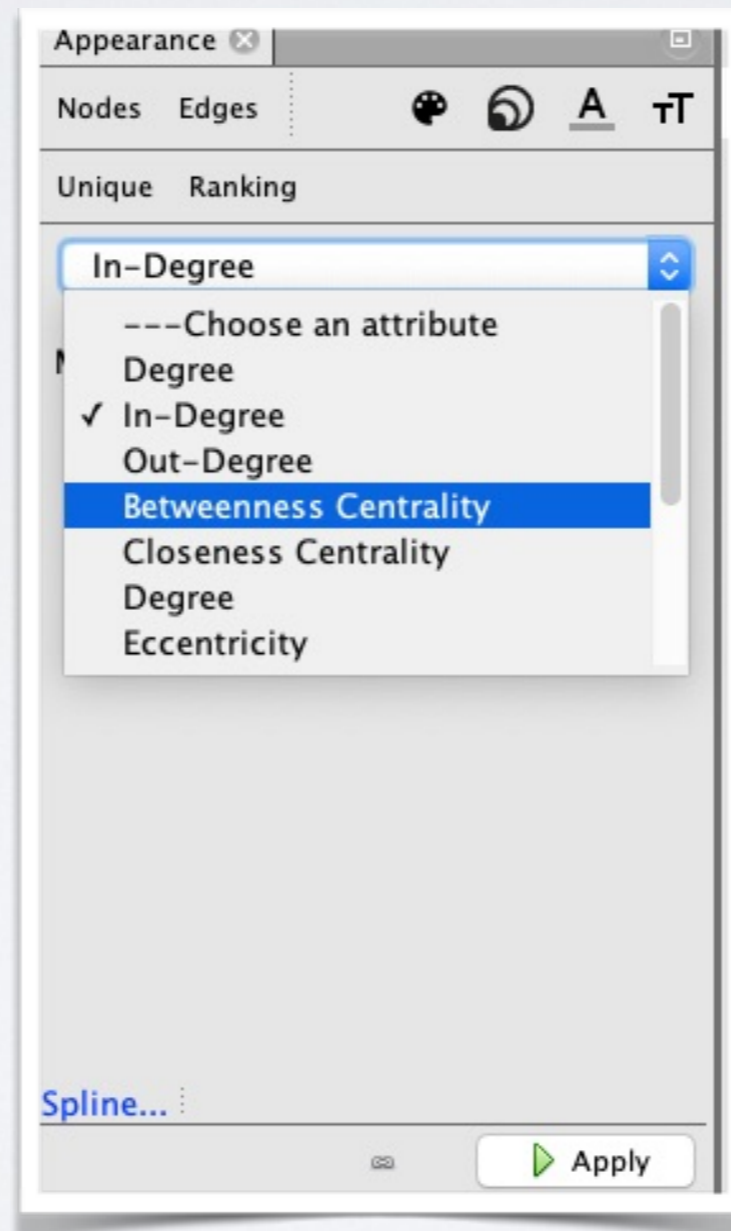 Appearance
Nodes Edges A TT
Unique Ranking
In-Degree
---Choose an attribute
Degree
✓ In-Degree
Out-Degree
Betweenness Centrality
Closeness Centrality
Degree
Eccentricity
Spline...
Apply